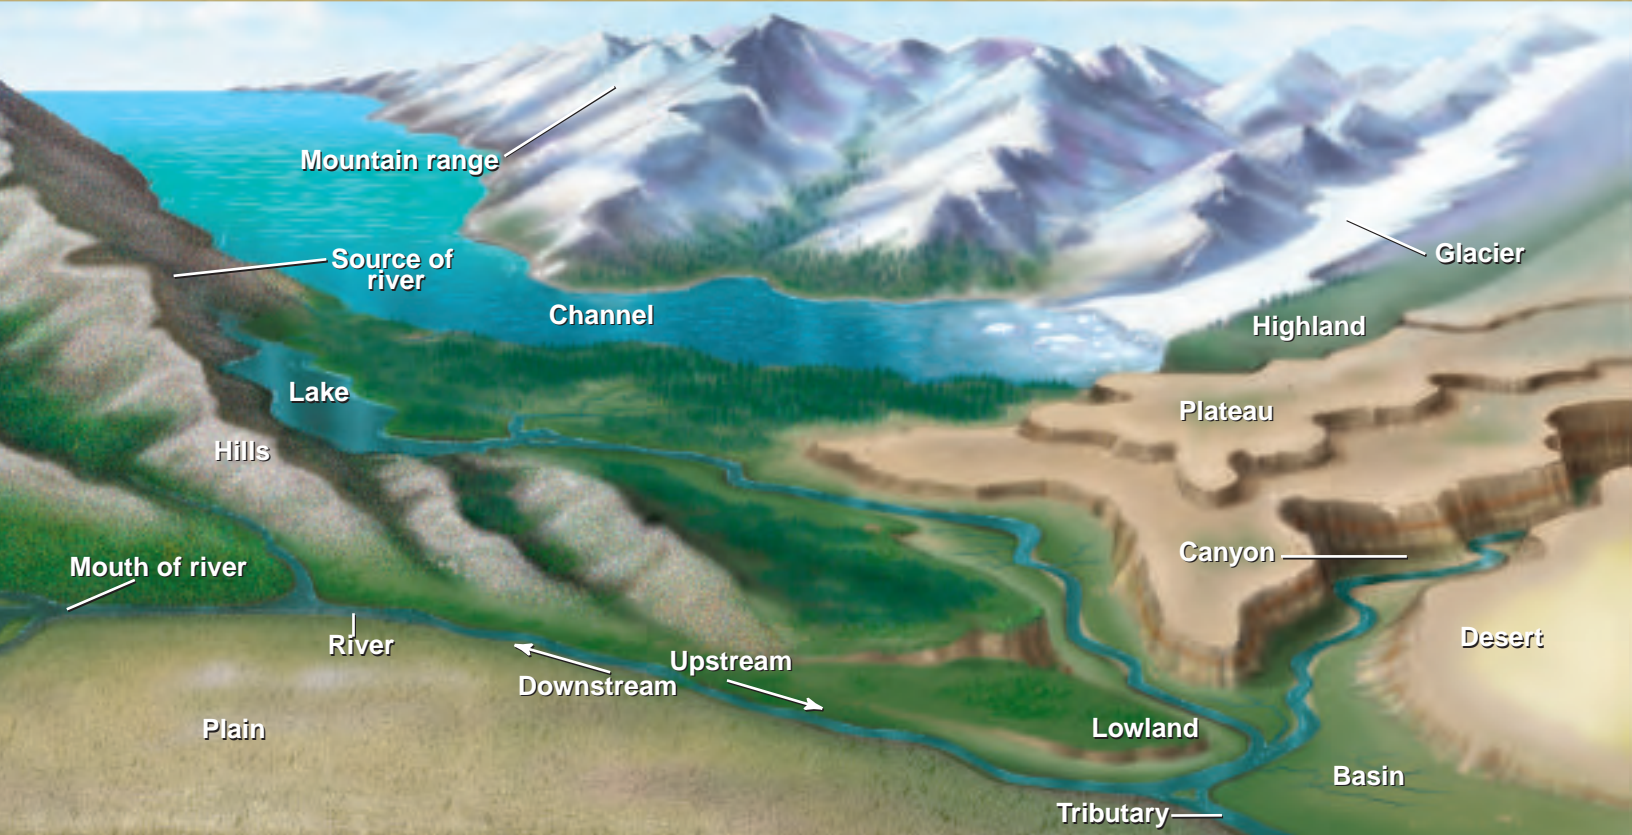 Mountain range
Source of
river
Glacier
Channel
Highland
Lake
Plateau
Hills
Canyon
Mouth of river
River
Desert
Upstream
Downstream
Plain
Lowland
Basin
Tributary